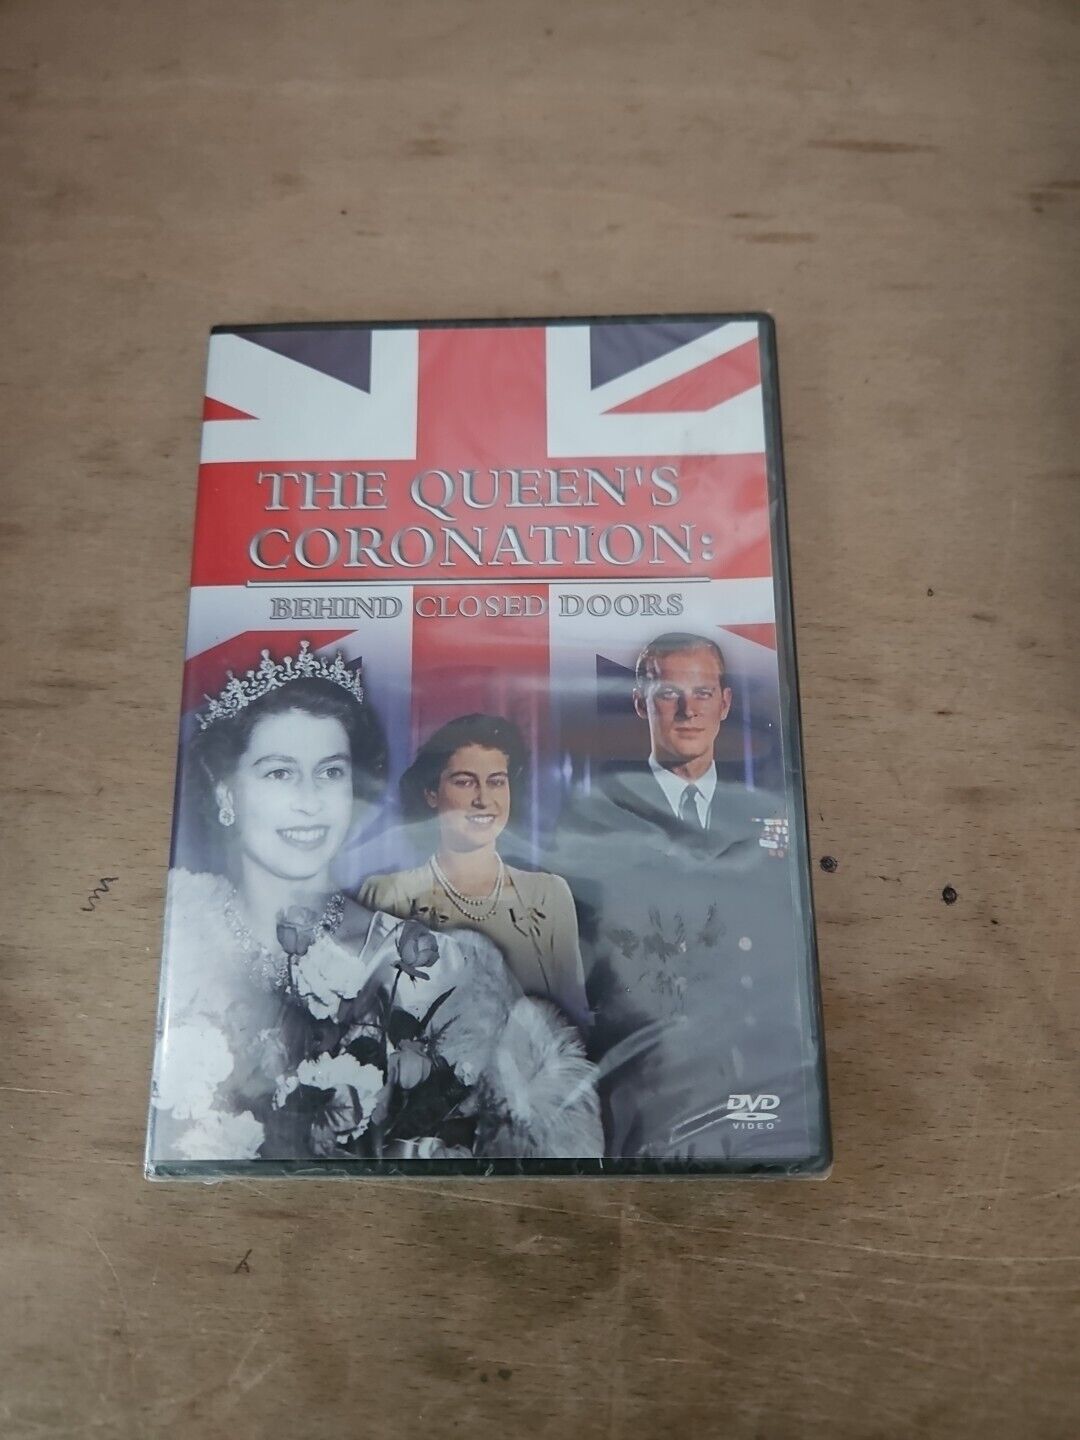 THE QUEEN'S
CORONATION:
BEHIND CLOSED DOORS
DVD
VIDEO